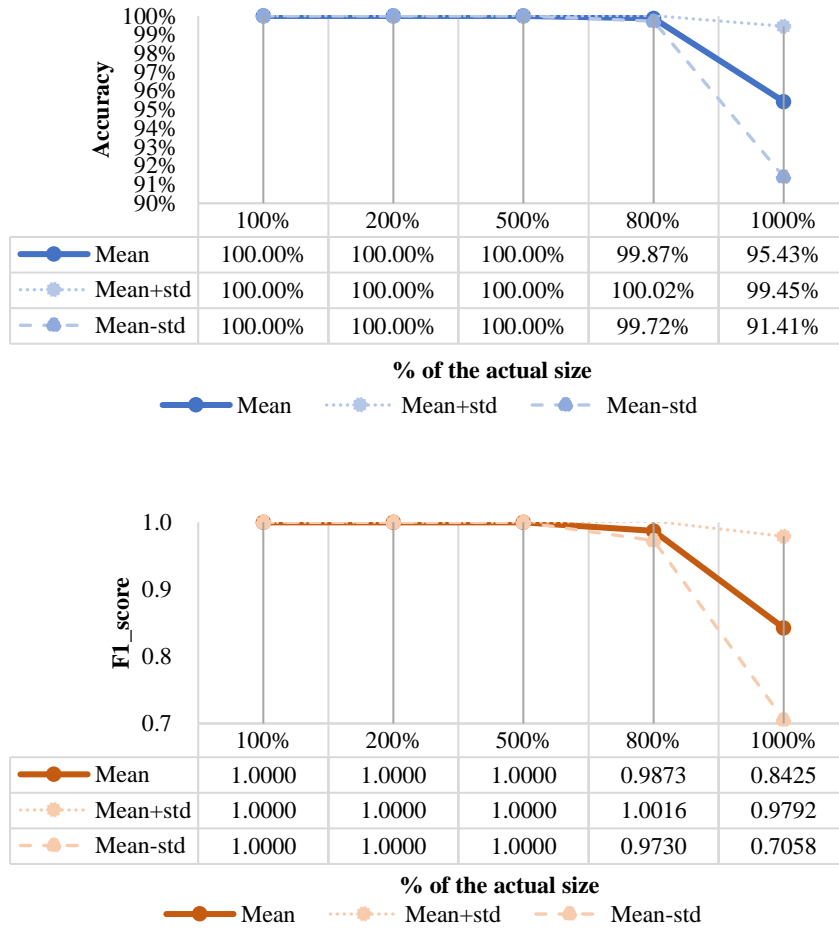 100%
99%
98%
97%
96%
95%
94%
93%
92%
91%
90%
Accuracy
100% 200% 500% 800% 1000%
Mean 100.00% 100.00% 100.00% 99.87% 95.43%
Mean+std 100.00% 100.00% 100.00% 100.02% 99.45%
Mean-std 100.00% 100.00% 100.00% 99.72% 91.41%
% of the actual size
Mean Mean+std Mean-std
1.0
0.9
0.8
0.7
F1_score
100% 200% 500% 800% 1000%
Mean 1.0000 1.0000 1.0000 0.9873 0.8425
Mean+std 1.0000 1.0000 1.0000 1.0016 0.9792
Mean-std 1.0000 1.0000 1.0000 0.9730 0.7058
% of the actual size
Mean Mean+std Mean-std